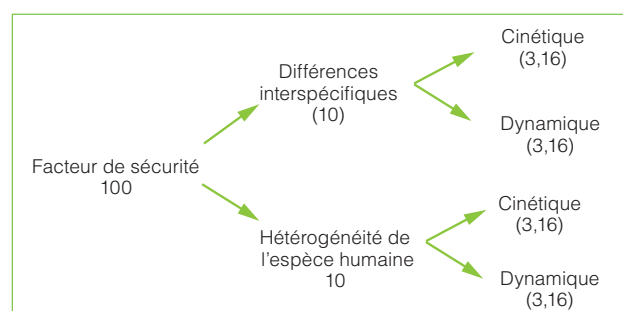 Facteur de sécurité
100
Différences
interspécifiques
(10)
Cinétique
(3,16)
Dynamique
(3,16)
Hétérogénéité de
l'espèce humaine
10
Cinétique
(3,16)
Dynamique
(3,16)